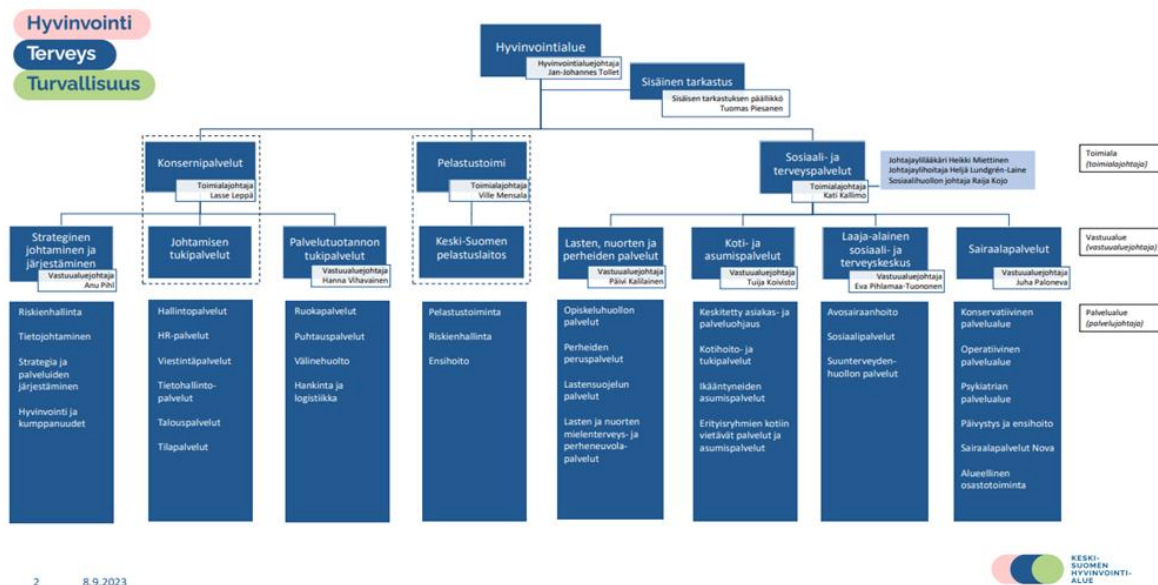 Hyvinvointi
Terveys
Turvallisuus
Hyvinvointialue
Hyvinvointialuejohtaja
Jan-Johannes Tollet
Sisäinen tarkastus
Sisäisen tarkastuksen päällikkö
Tuomas Piesanen
Konsernipalvelut
Toimialajohtaja
Lasse Leppä
Pelastustoimi
Toimialajohtaja
Ville Mensala
Sosiaali- ja
terveyspalvelut
Toimialajohtaja
Kati Kallimo
Johtajaylilääkäri Heikki Miettinen
Johtajaylihoitaja Heljä Lundgrén-Laine
Sosiaalihuollon johtaja Raija Kojo
Toimiala
(toimialajohtaja)
Strateginen
johtaminen ja
järjestäminen
Vastuualuejohtaja
Anu Pihl
Johtamisen
tukipalvelut
Palvelutuotannon
tukipalvelut
Vastuualuejohtaja
Hanna Vihavainen
Keski-Suomen
pelastuslaitos
Lasten, nuorten ja
perheiden palvelut
Vastuualuejohtaja
Päivi Kalilainen
Koti- ja
asumispalvelut
Vastuualuejohtaja
Tuija Koivisto
Laaja-alainen
sosiaali- ja
terveyskeskus
Vastuualuejohtaja
Eva Pihlamaa-Tuononen
Sairaalapalvelut
Vastuualuejohtaja
Juha Paloneva
Vastuualue
(vastuualuejohtaja)
Riskienhallinta
Tietojohtaminen
Strategia ja
palveluiden
järjestäminen
Hyvinvointi ja
kumppanuudet
Hallintopalvelut
HR-palvelut
Viestintäpalvelut
Tietohallinto-
palvelut
Talouspalvelut
Tilapalvelut
Ruokapalvelut
Puhtauspalvelut
Välinehuolto
Hankinta ja
logistiikka
Pelastustoiminta
Riskienhallinta
Ensihoito
Opiskeluhuollon
palvelut
Perheiden
peruspalvelut
Lastensuojelun
palvelut
Lasten ja nuorten
mielenterveys- ja
perheneuvola-
palvelut
Keskitetty asiakas- ja
palveluohjaus
Kotihoito- ja
tukipalvelut
Ikääntyneiden
asumispalvelut
Erityisryhmien kotiin
vietävät palvelut ja
asumispalvelut
Avosairaanhoito
Sosiaalipalvelut
Suunterveyden-
huollon palvelut
Konservatiivinen
palvelualue
Operatiivinen
palvelualue
Psykiatrian
palvelualue
Päivystys ja ensihoito
Sairaalapalvelut Nova
Alueellinen
osastotoiminta
Palvelualue
(palvelujohtaja)
2 8.9.2023
KESKI-
SUOMEN
HYVINVOINTI-
ALUE